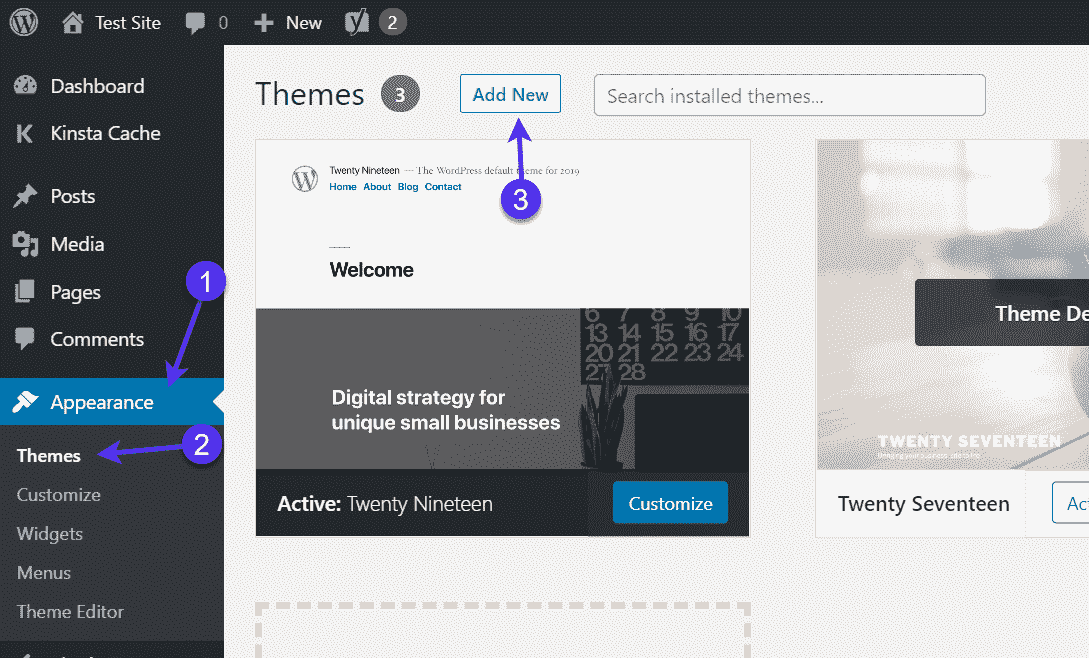 Test Site 0 New 2
Dashboard
Kinsta Cache
Posts
Media
Pages
Comments
Appearance
Themes
Customize
Widgets
Menus
Theme Editor
1
2
Themes 3 Add New Search installed themes...
3
Twenty Nineteen — The WordPress default theme for 2019
Home About Blog Contact
Welcome
6 7 8 9 10
13 14 15 16 17
20 21 22 23 24
27 28
Digital strategy for
unique small businesses
Active: Twenty Nineteen Customize
Theme De
TWENTY SEVENTEEN
Twenty Seventeen Ac